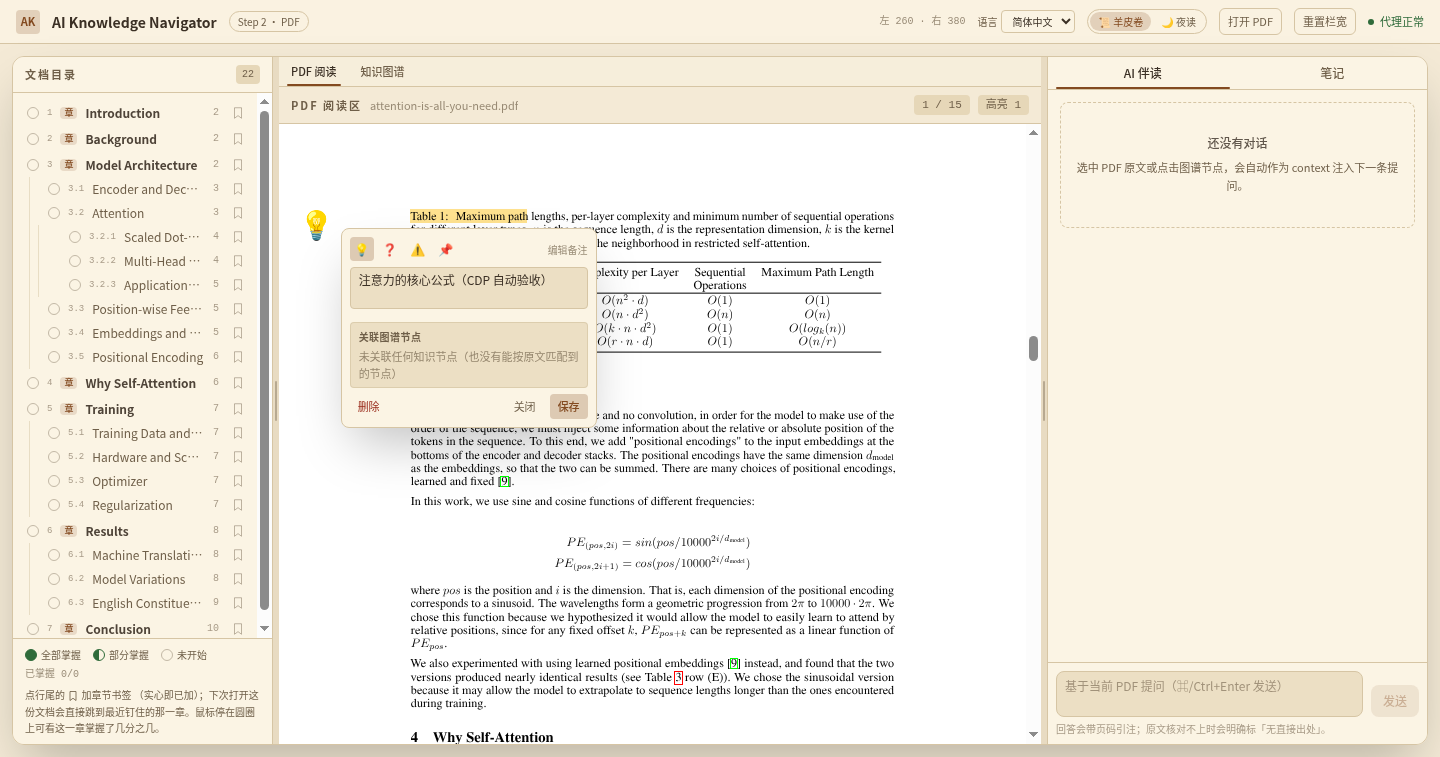 AK AI Knowledge Navigator Step 2 · PDF 左 260 · 右 380 语言 简体中文 📜 羊皮卷 🌙 夜读 打开 PDF 重置栏宽 代理正常
文档目录 22
1 章 Introduction 2
2 章 Background 2
3 章 Model Architecture 2
3.1 Encoder and Dec··· 3
3.2 Attention 3
3.2.1 Scaled Dot-··· 4
3.2.2 Multi-Head ··· 4
3.2.3 Application··· 5
3.3 Position-wise Fee··· 5
3.4 Embeddings and ··· 5
3.5 Positional Encoding 6
4 章 Why Self-Attention 6
5 章 Training 7
5.1 Training Data and··· 7
5.2 Hardware and Sc··· 7
5.3 Optimizer 7
5.4 Regularization 7
6 章 Results 8
6.1 Machine Translati··· 8
6.2 Model Variations 8
6.3 English Constitue··· 9
7 章 Conclusion 10
全部掌握 部分掌握 未开始
已掌握 0/0
点行尾的 口 加章节书签 (实心即已加)；下次打开这
份文档会直接跳到最近钉住的那一章。鼠标停在圆圈
上可看这一章掌握了几分之几。
PDF 阅读 知识图谱
PDF 阅读区 attention-is-all-you-need.pdf 1 / 15 高亮 1
Table 1: Maximum path lengths, per-layer complexity and minimum number of sequential operations
sequence length, d is the representation dimension, k is the kernel
he neighborhood in restricted self-attention.
plexity per Layer Sequential Maximum Path Length
Operations
O(n² · d) O(1) O(1)
O(n · d²) O(n) O(n)
O(k · n · d²) O(1) O(logₖ(n))
O(r · n · d) O(1) O(n/r)
💡 ❓ ⚠️ 📌 编辑备注
注意力的核心公式（CDP 自动验收）
关联图谱节点
未关联任何知识节点（也没有能按原文匹配到
的节点）
删除 关闭 保存
e and no convolution, in order for the model to make use of the
order of the sequence, we must inject some information about the relative or absolute position of the
tokens in the sequence. To this end, we add "positional encodings" to the input embeddings at the
bottoms of the encoder and decoder stacks. The positional encodings have the same dimension d_model
as the embeddings, so that the two can be summed. There are many choices of positional encodings,
learned and fixed [9].
In this work, we use sine and cosine functions of different frequencies:
PE(pos,2i) = sin(pos/10000^(2i/d_model))
PE(pos,2i+1) = cos(pos/10000^(2i/d_model))
where pos is the position and i is the dimension. That is, each dimension of the positional encoding
corresponds to a sinusoid. The wavelengths form a geometric progression from 2π to 10000 · 2π. We
chose this function because we hypothesized it would allow the model to easily learn to attend by
relative positions, since for any fixed offset k, PE_pos+k can be represented as a linear function of
PE_pos.
We also experimented with using learned positional embeddings [9] instead, and found that the two
versions produced nearly identical results (see Table 3 row (E)). We chose the sinusoidal version
because it may allow the model to extrapolate to sequence lengths longer than the ones encountered
during training.
4 Why Self-Attention
AI 伴读 笔记
还没有对话
选中 PDF 原文或点击图谱节点，会自动作为 context 注入下一条提
问。
基于当前 PDF 提问（⌘/Ctrl+Enter 发送）
发送
回答会带页码引注；原文核对不上时会明确标「无直接出处」。